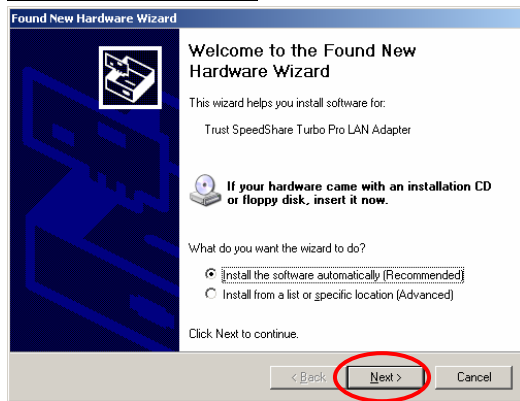 Found New Hardware Wizard
Welcome to the Found New
Hardware Wizard
This wizard helps you install software for:
Trust SpeedShare Turbo Pro LAN Adapter
If your hardware came with an installation CD
or floppy disk, insert it now.
What do you want the wizard to do?
Install the software automatically (Recommended)
Install from a list or specific location (Advanced)
Click Next to continue.
< Back
Next >
Cancel